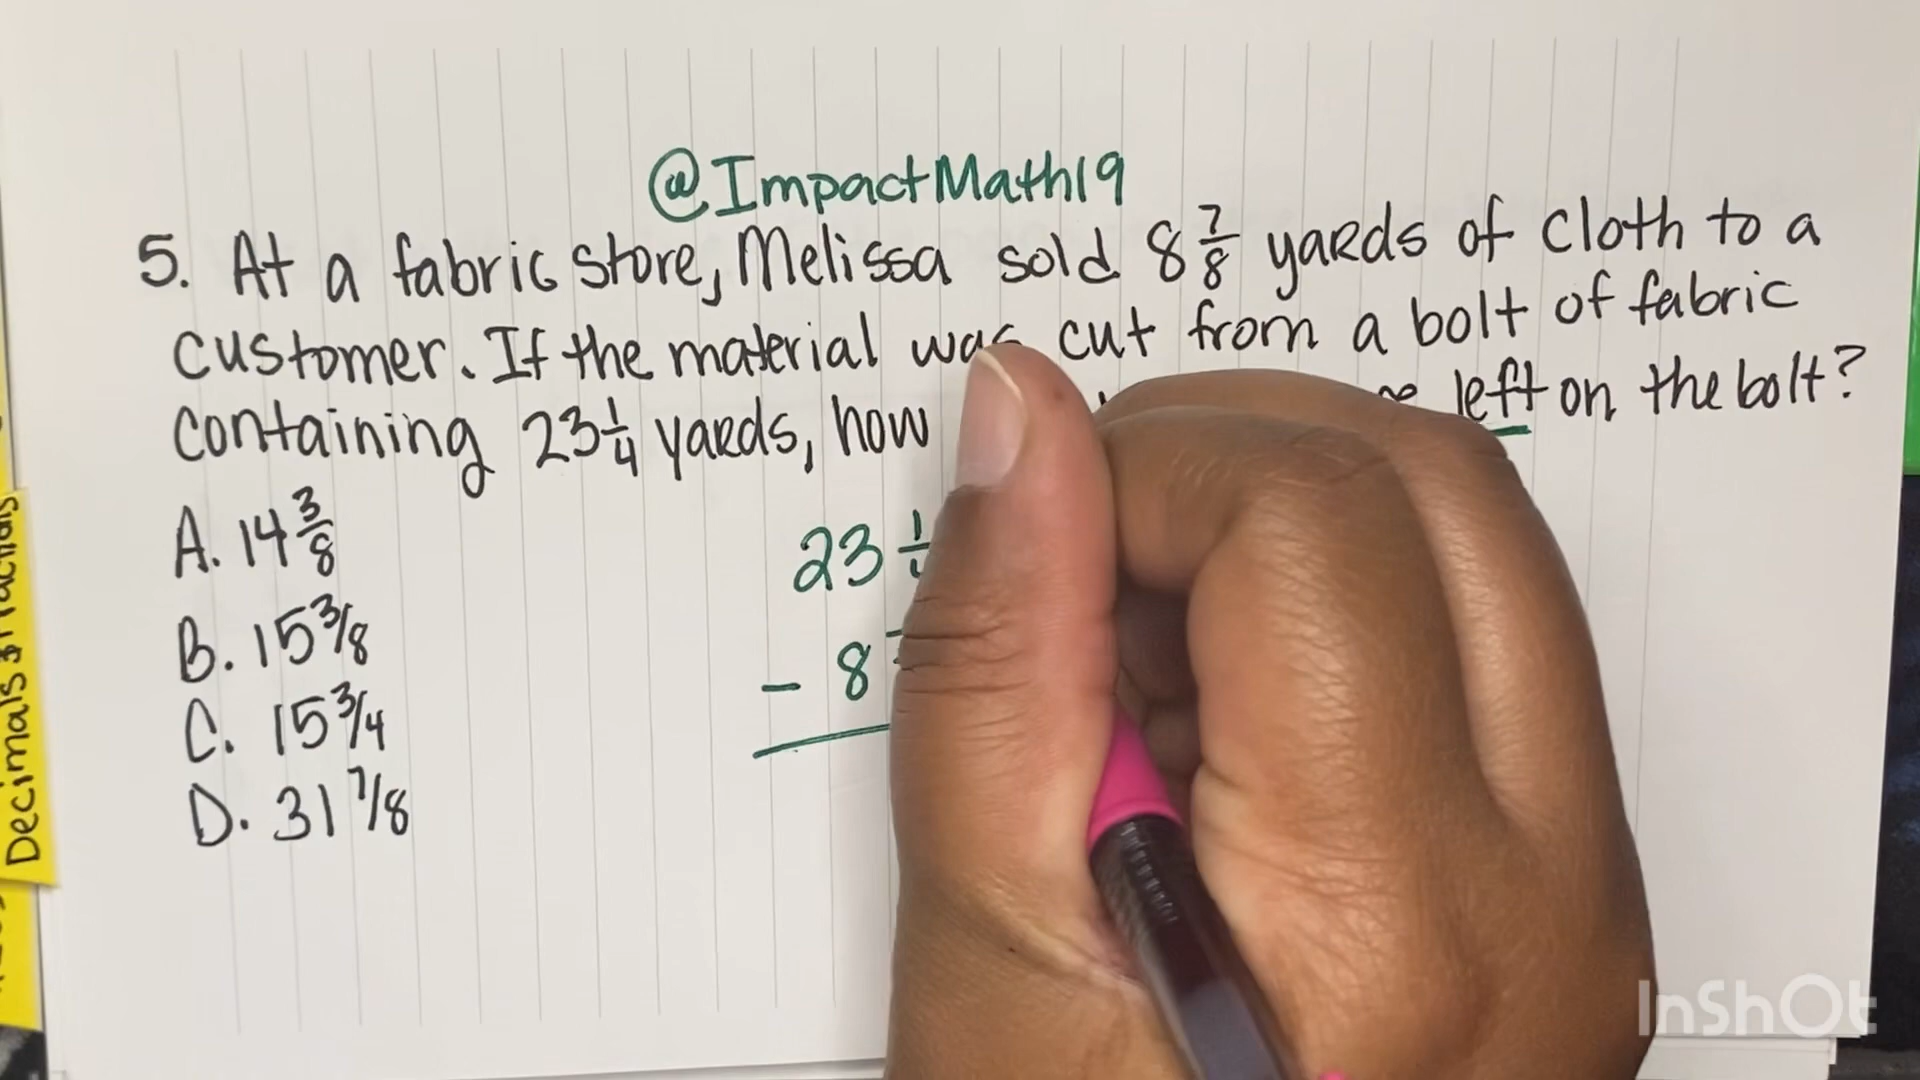 @ImpactMath19
5. At a fabric store, Melissa sold 8 7/8 yards of cloth to a
customer. If the material was cut from a bolt of fabric
containing 23 1/4 yards, how left on the bolt?
A. 14 3/8
B. 15 3/8
C. 15 3/4
D. 31 7/8
23 1
- 8
Decimals
InShOt